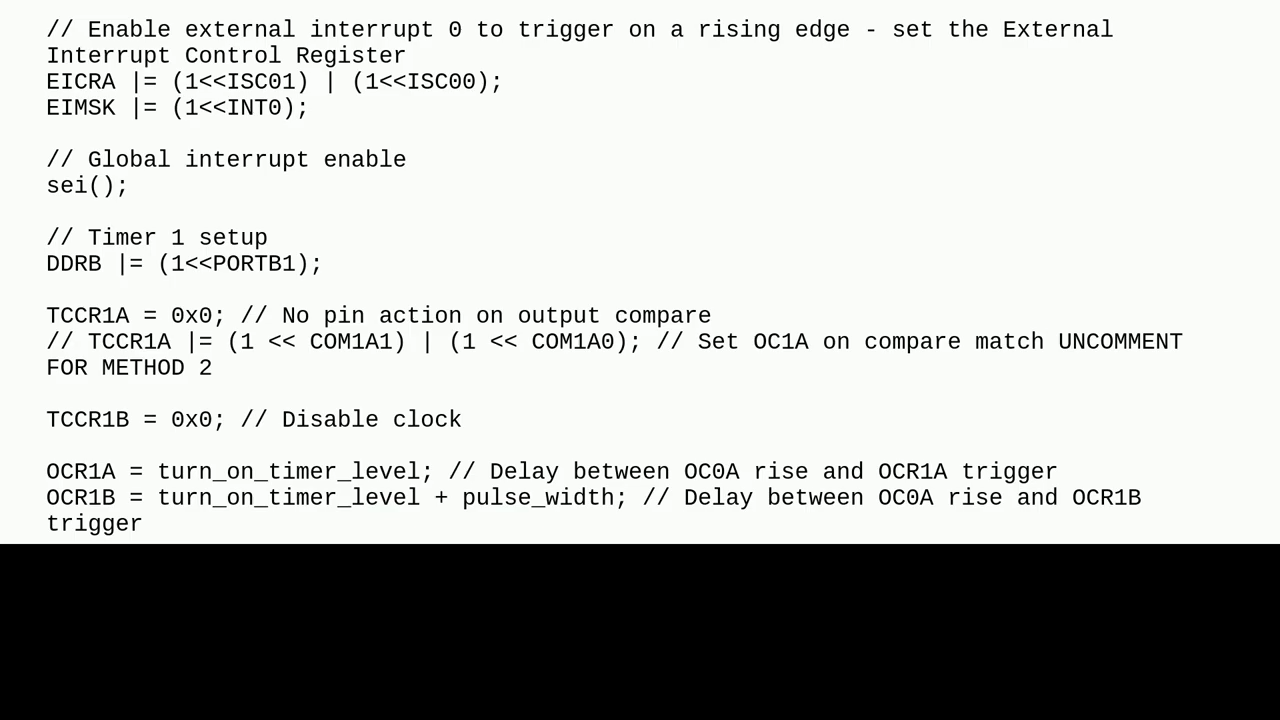 // Enable external interrupt 0 to trigger on a rising edge - set the External
Interrupt Control Register
EICRA |= (1<<ISC01) | (1<<ISC00);
EIMSK |= (1<<INT0);
// Global interrupt enable
sei();
// Timer 1 setup
DDRB |= (1<<PORTB1);
TCCR1A = 0x0; // No pin action on output compare
// TCCR1A |= (1 << COM1A1) | (1 << COM1A0); // Set OC1A on compare match UNCOMMENT
FOR METHOD 2
TCCR1B = 0x0; // Disable clock
OCR1A = turn_on_timer_level; // Delay between OC0A rise and OCR1A trigger
OCR1B = turn_on_timer_level + pulse_width; // Delay between OC0A rise and OCR1B
trigger